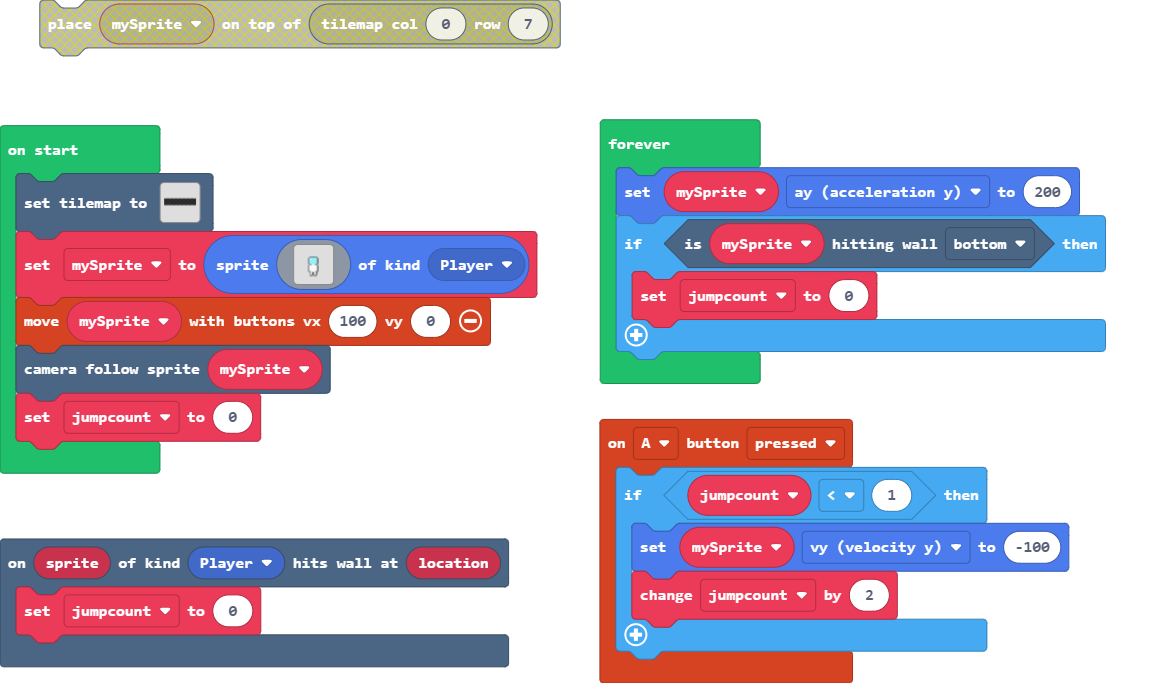 place mySprite on top of tilemap col 0 row 7
on start
set tilemap to
set mySprite to sprite of kind Player
move mySprite with buttons vx 100 vy 0
camera follow sprite mySprite
set jumpcount to 0
on sprite of kind Player hits wall at location
set jumpcount to 0
forever
set mySprite ay (acceleration y) to 200
if is mySprite hitting wall bottom then
set jumpcount to 0
on A button pressed
if jumpcount < 1 then
set mySprite vy (velocity y) to -100
change jumpcount by 2